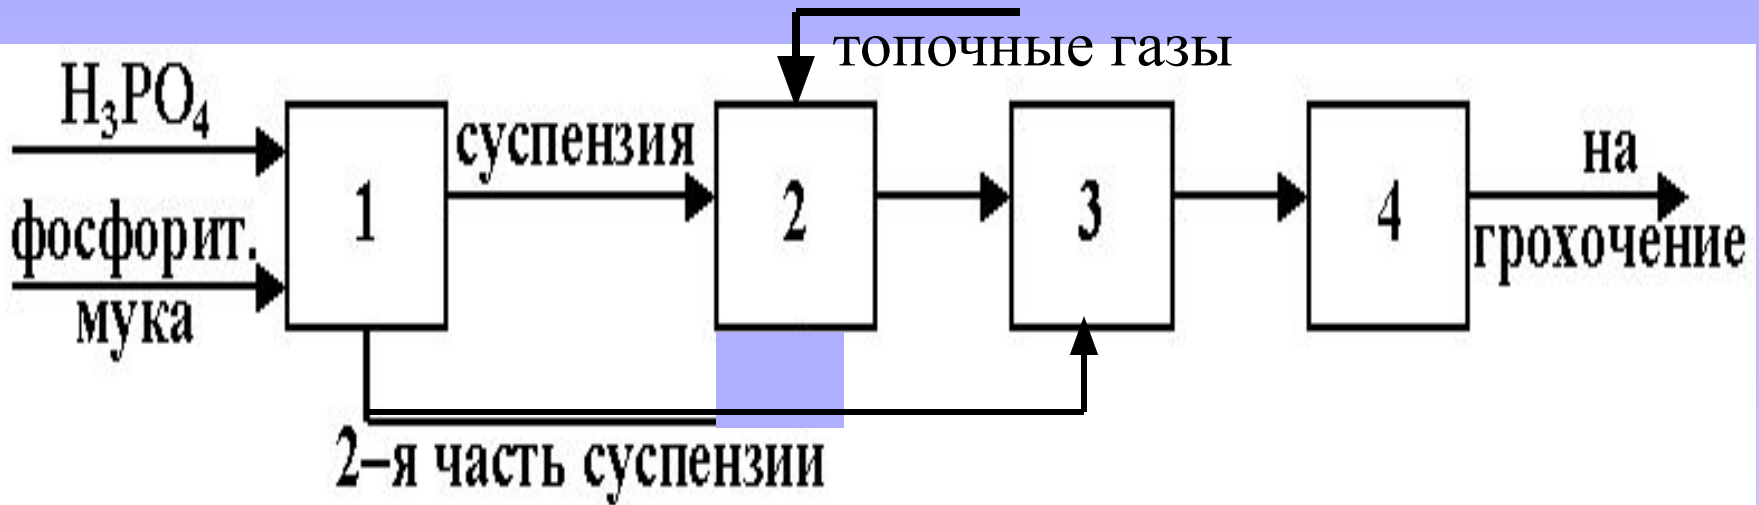 топочные газы
H₃PO₄
суспензия
на
1
2
3
4
фосфорит.
грохочение
мука
2–я часть суспензии